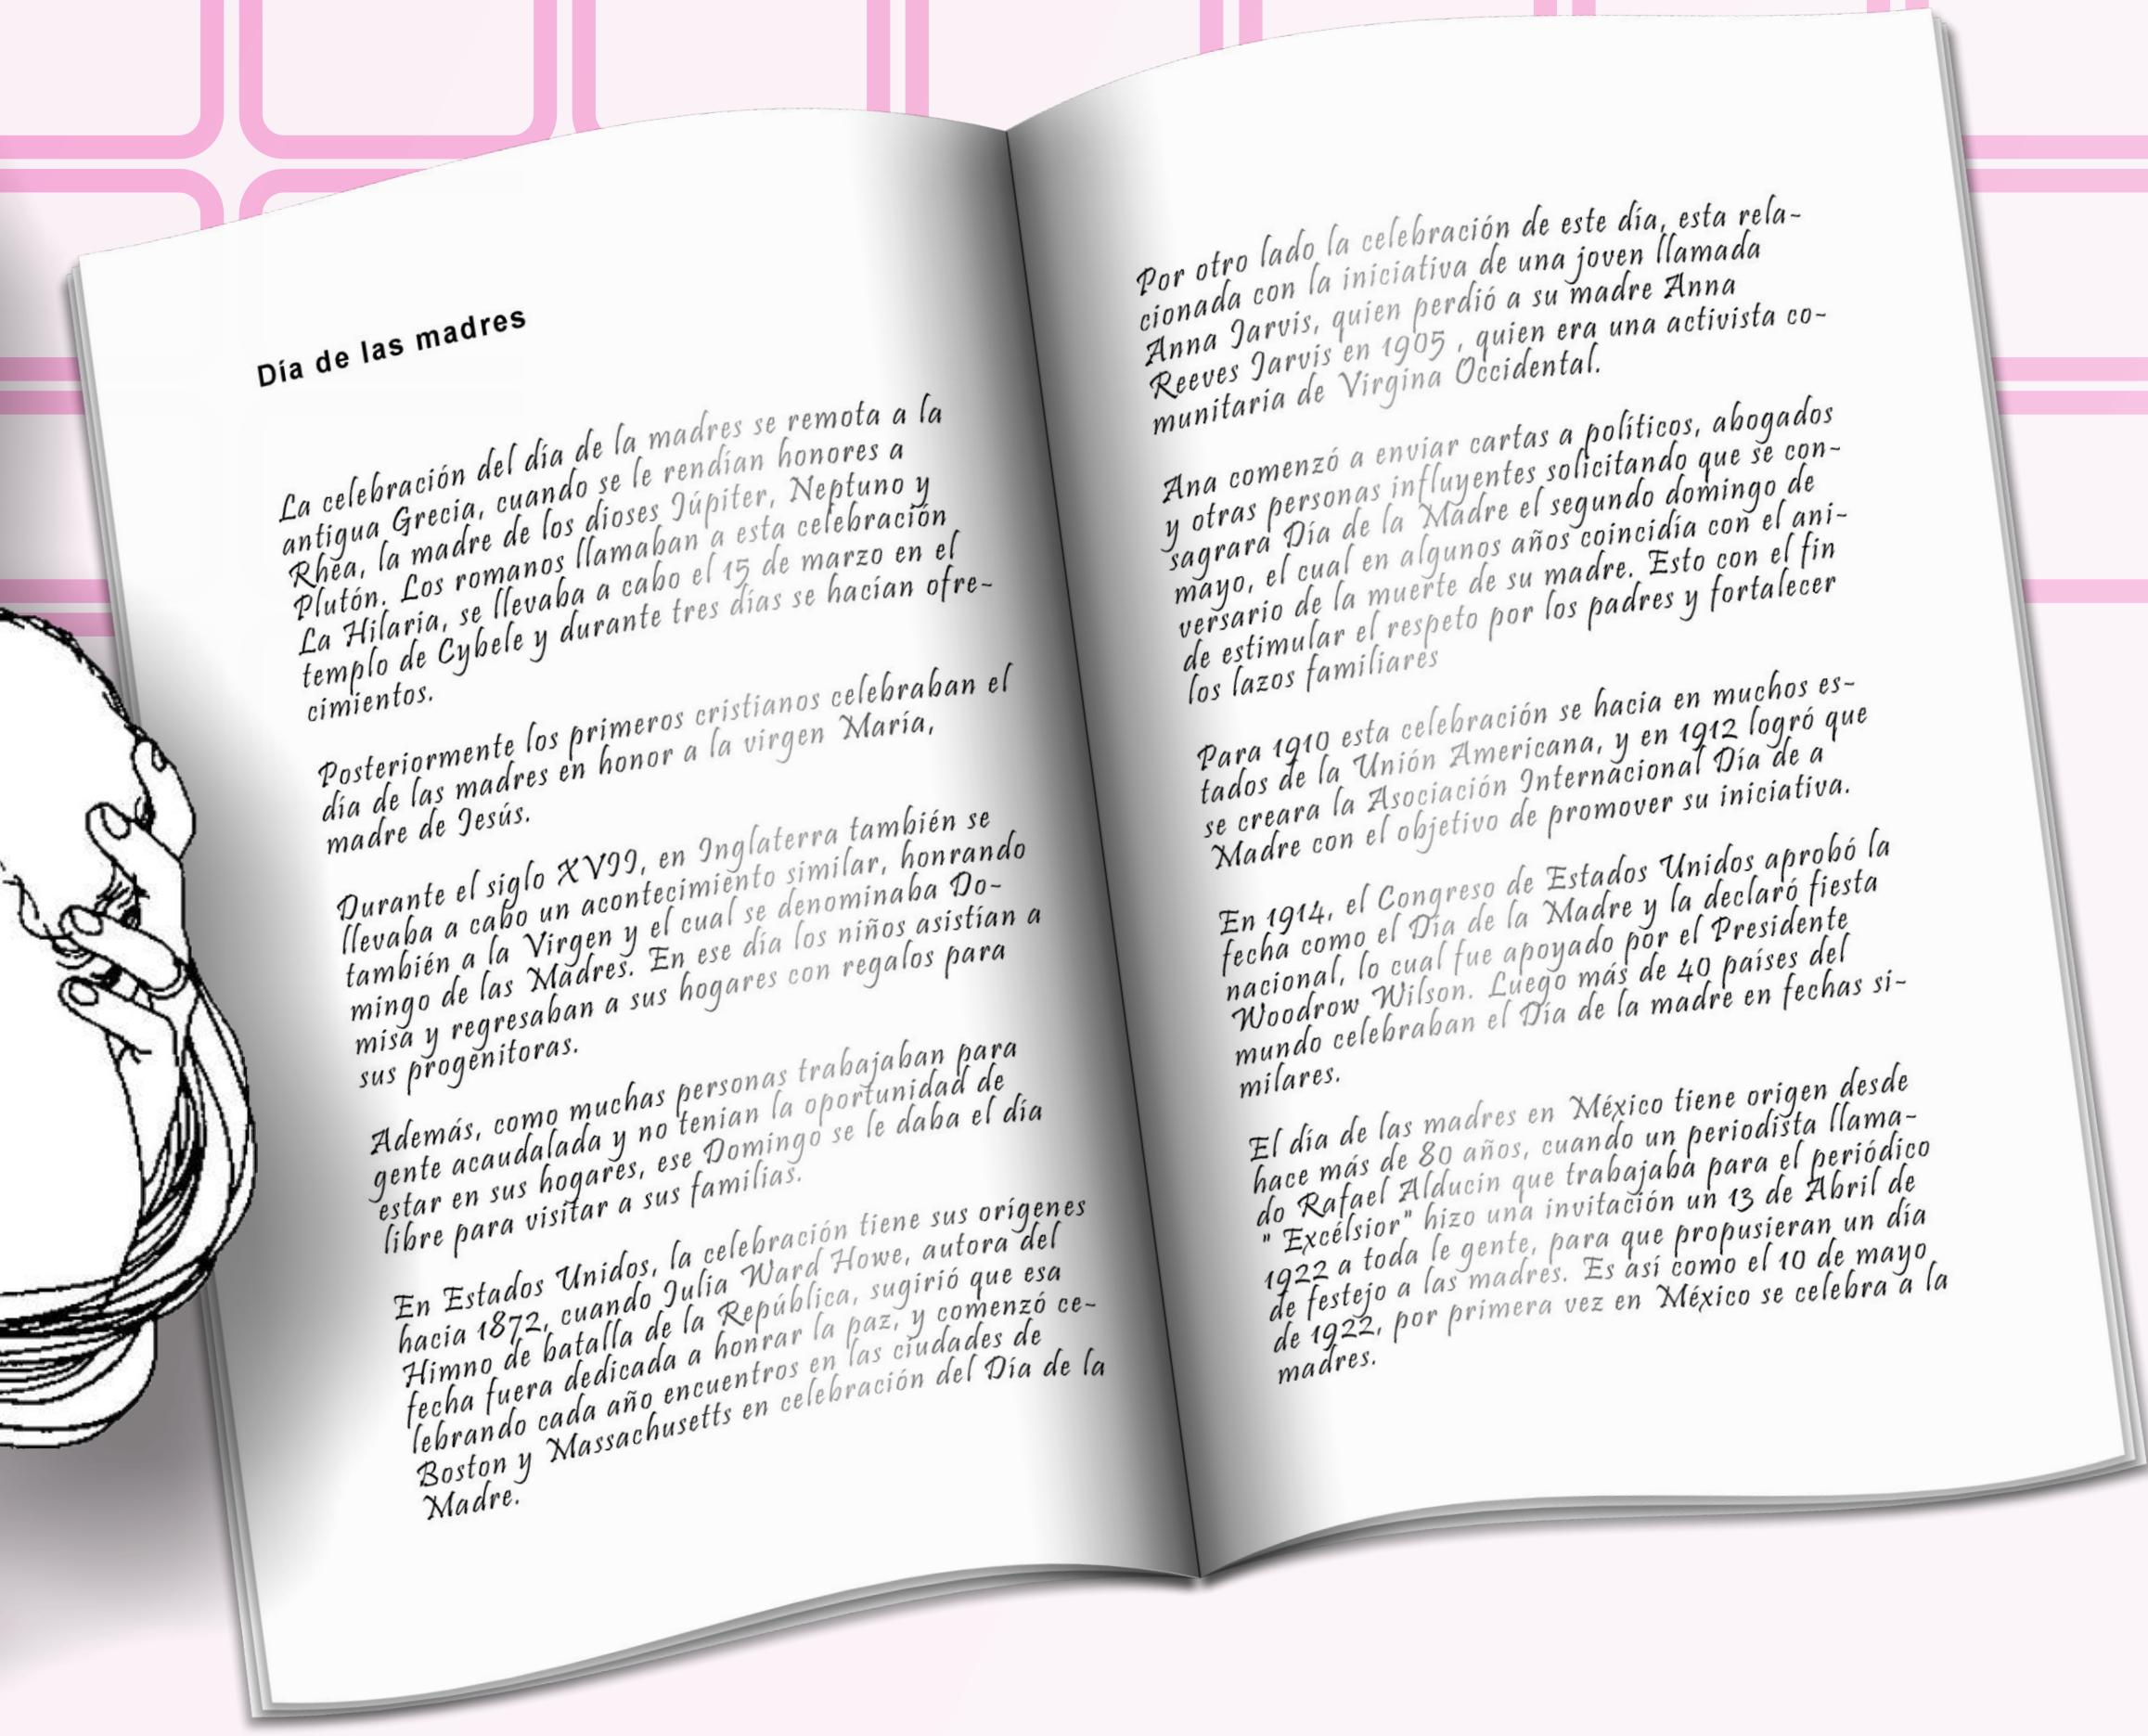 Día de las madres
La celebración del día de la madres se remota a la
antigua Grecia, cuando se le rendían honores a
Rhea, la madre de los dioses Júpiter, Neptuno y
Plutón. Los romanos llamaban a esta celebración
La Hilaria, se llevaba a cabo el 15 de marzo en el
templo de Cybele y durante tres días se hacían ofre-
cimientos.
Posteriormente los primeros cristianos celebraban el
día de las madres en honor a la virgen María,
madre de Jesús.
Durante el siglo XVII, en Inglaterra también se
llevaba a cabo un acontecimiento similar, honrando
también a la Virgen y el cual se denominaba Do-
mingo de las Madres. En ese día los niños asistían a
misa y regresaban a sus hogares con regalos para
sus progenitoras.
Además, como muchas personas trabajaban para
gente acaudalada y no tenían la oportunidad de
estar en sus hogares, ese Domingo se le daba el día
libre para visitar a sus familias.
En Estados Unidos, la celebración tiene sus orígenes
hacia 1872, cuando Julia Ward Howe, autora del
Himno de batalla de la República, sugirió que esa
fecha fuera dedicada a honrar la paz, y comenzó ce-
lebrando cada año encuentros en las ciudades de
Boston y Massachusetts en celebración del Día de la
Madre.
Por otro lado la celebración de este día, esta rela-
cionada con la iniciativa de una joven llamada
Anna Jarvis, quien perdió a su madre Anna
Reeves Jarvis en 1905 , quien era una activista co-
munitaria de Virgina Occidental.
Ana comenzó a enviar cartas a políticos, abogados
y otras personas influyentes solicitando que se con-
sagrara Día de la Madre el segundo domingo de
mayo, el cual en algunos años coincidía con el ani-
versario de la muerte de su madre. Esto con el fin
de estimular el respeto por los padres y fortalecer
los lazos familiares
Para 1910 esta celebración se hacia en muchos es-
tados de la Unión Americana, y en 1912 logró que
se creara la Asociación Internacional Día de a
Madre con el objetivo de promover su iniciativa.
En 1914, el Congreso de Estados Unidos aprobó la
fecha como el Día de la Madre y la declaró fiesta
nacional, lo cual fue apoyado por el Presidente
Woodrow Wilson. Luego más de 40 países del
mundo celebraban el Día de la madre en fechas si-
milares.
El día de las madres en México tiene origen desde
hace más de 80 años, cuando un periodista llama-
do Rafael Alducin que trabajaba para el periódico
" Excélsior" hizo una invitación un 13 de Abril de
1922 a toda le gente, para que propusieran un día
de festejo a las madres. Es así como el 10 de mayo
de 1922, por primera vez en México se celebra a la
madres.